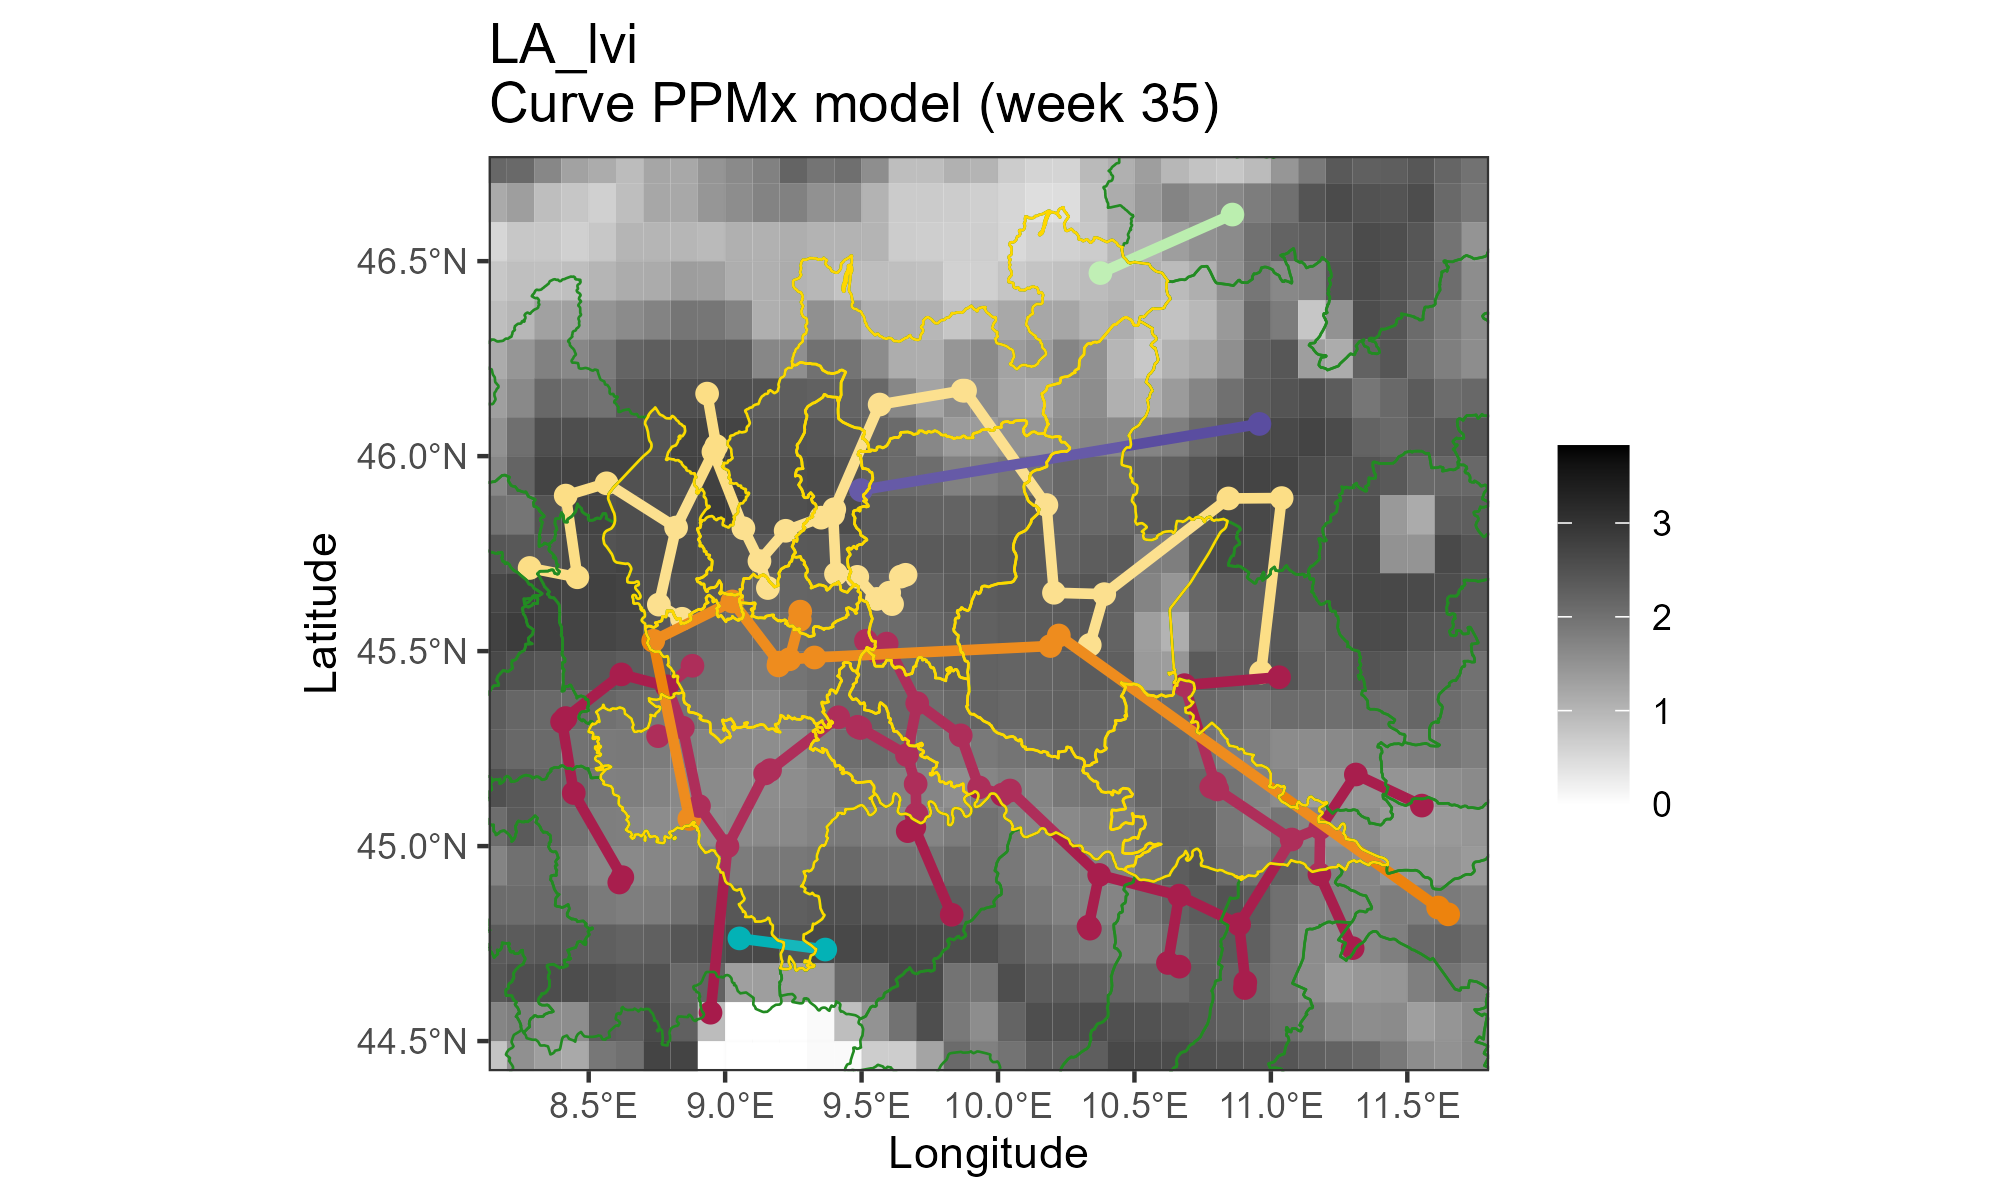 LA_lvi
Curve PPMx model (week 35)
46.5°N
46.0°N
45.5°N
45.0°N
44.5°N
Latitude
8.5°E 9.0°E 9.5°E 10.0°E 10.5°E 11.0°E 11.5°E
Longitude
3
2
1
0